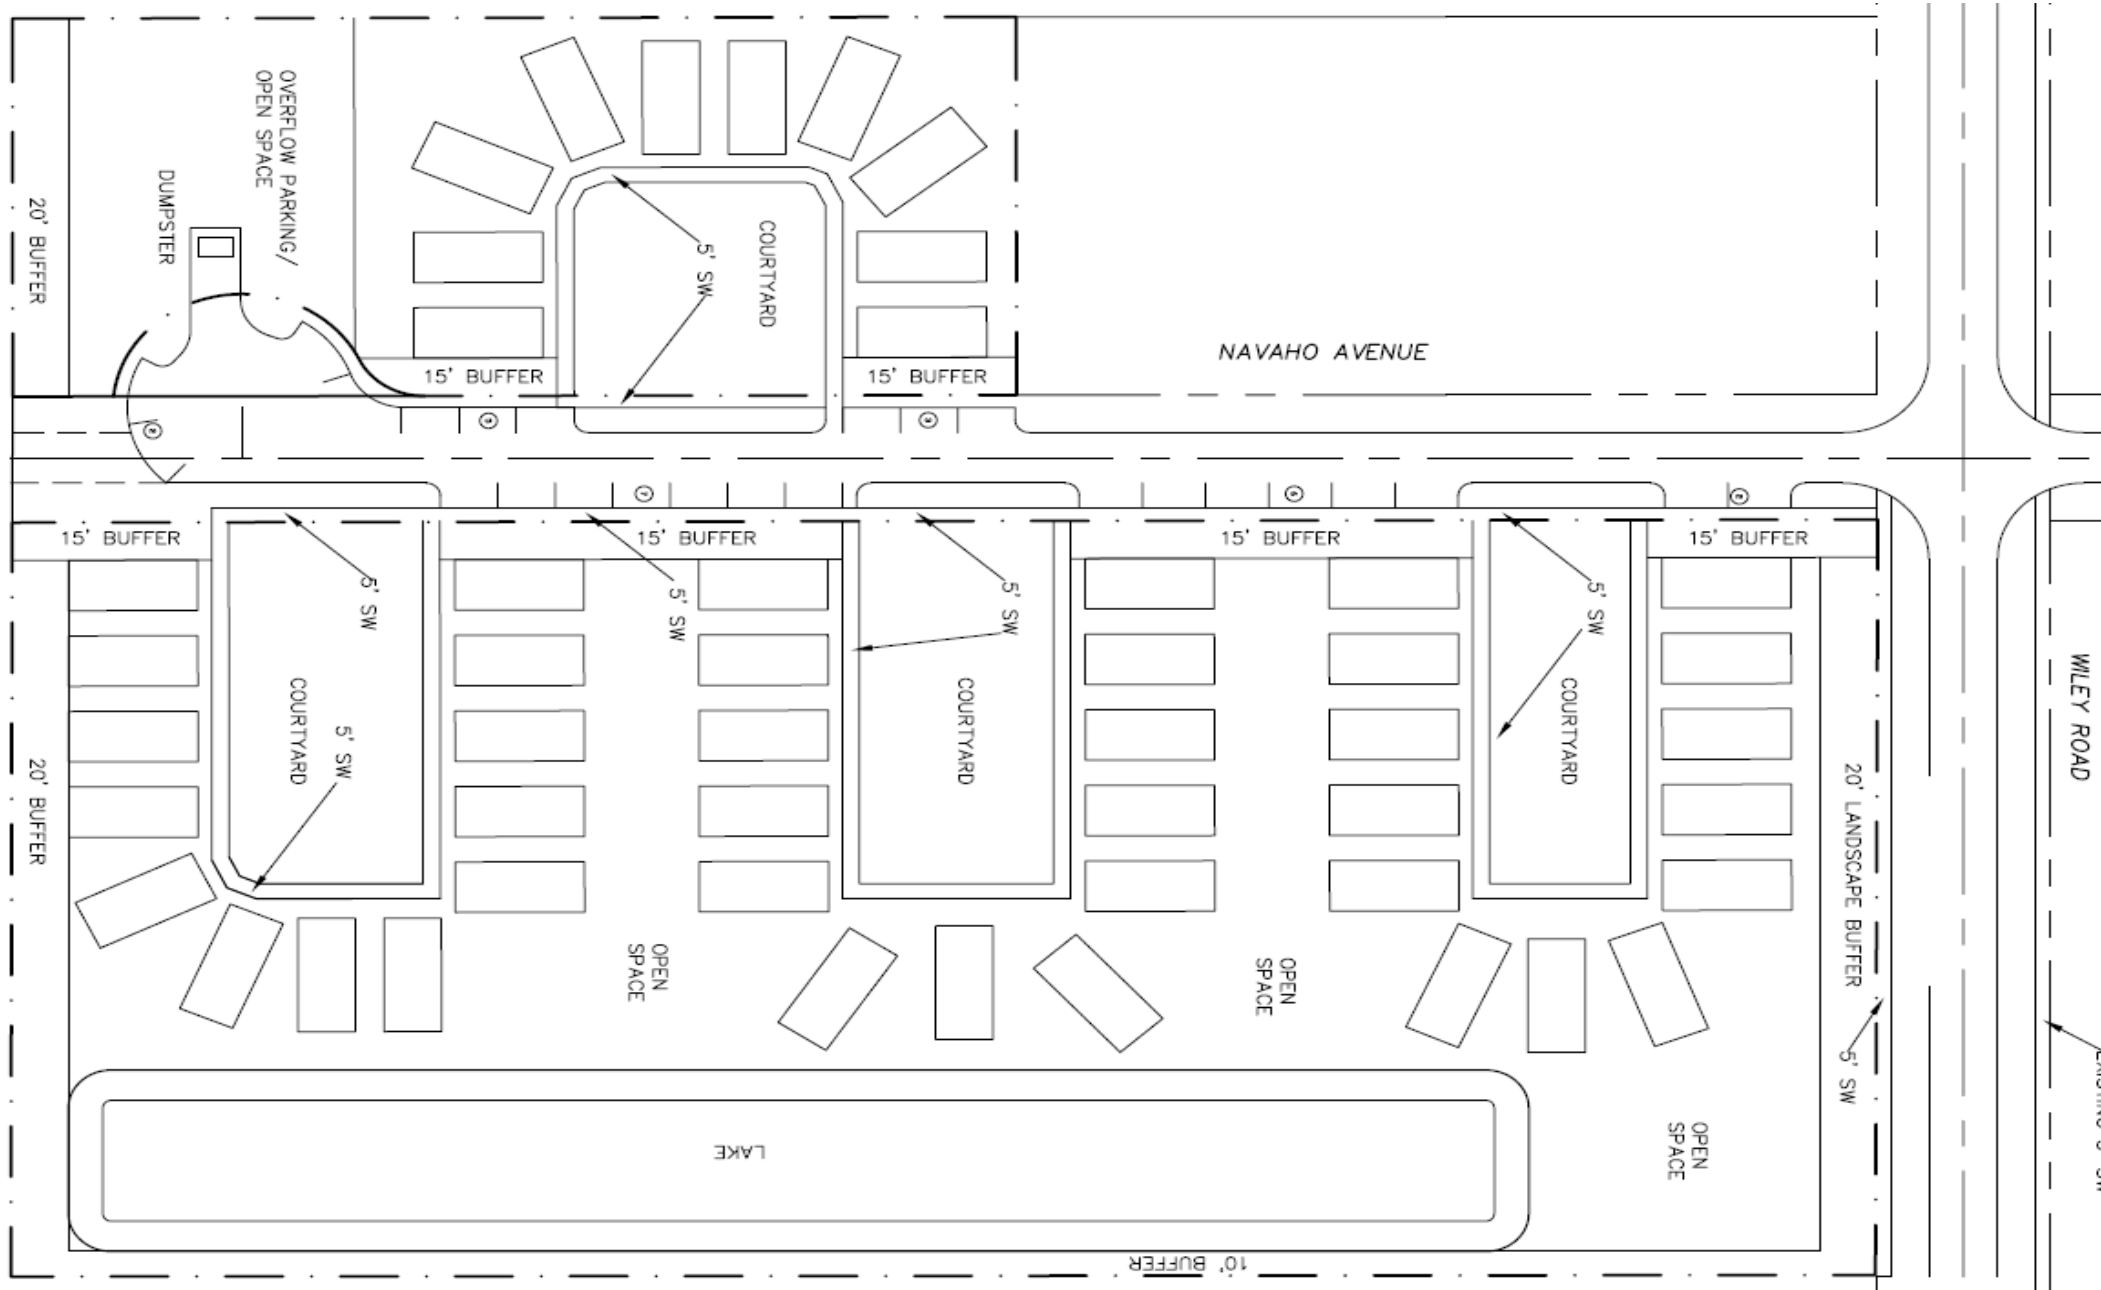 OVERFLOW PARKING/
OPEN SPACE
DUMPSTER
20' BUFFER
COURTYARD
5' SW
15' BUFFER
15' BUFFER
NAVAHO AVENUE
15' BUFFER
15' BUFFER
15' BUFFER
15' BUFFER
5' SW
5' SW
5' SW
5' SW
WILEY ROAD
COURTYARD
5' SW
COURTYARD
COURTYARD
20' BUFFER
20' LANDSCAPE BUFFER
OPEN
SPACE
OPEN
SPACE
5' SW
OPEN
SPACE
LAKE
10' BUFFER